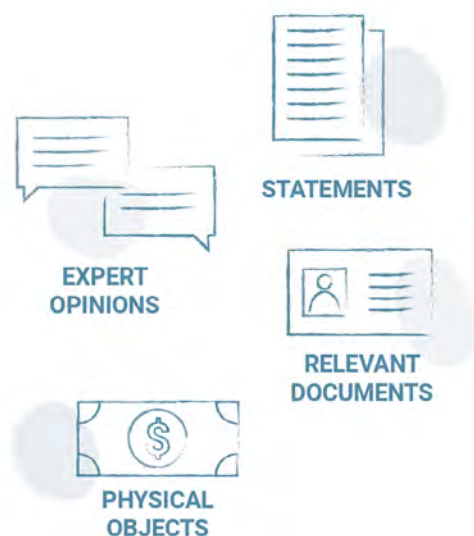 STATEMENTS
EXPERT
OPINIONS
RELEVANT
DOCUMENTS
$
PHYSICAL
OBJECTS